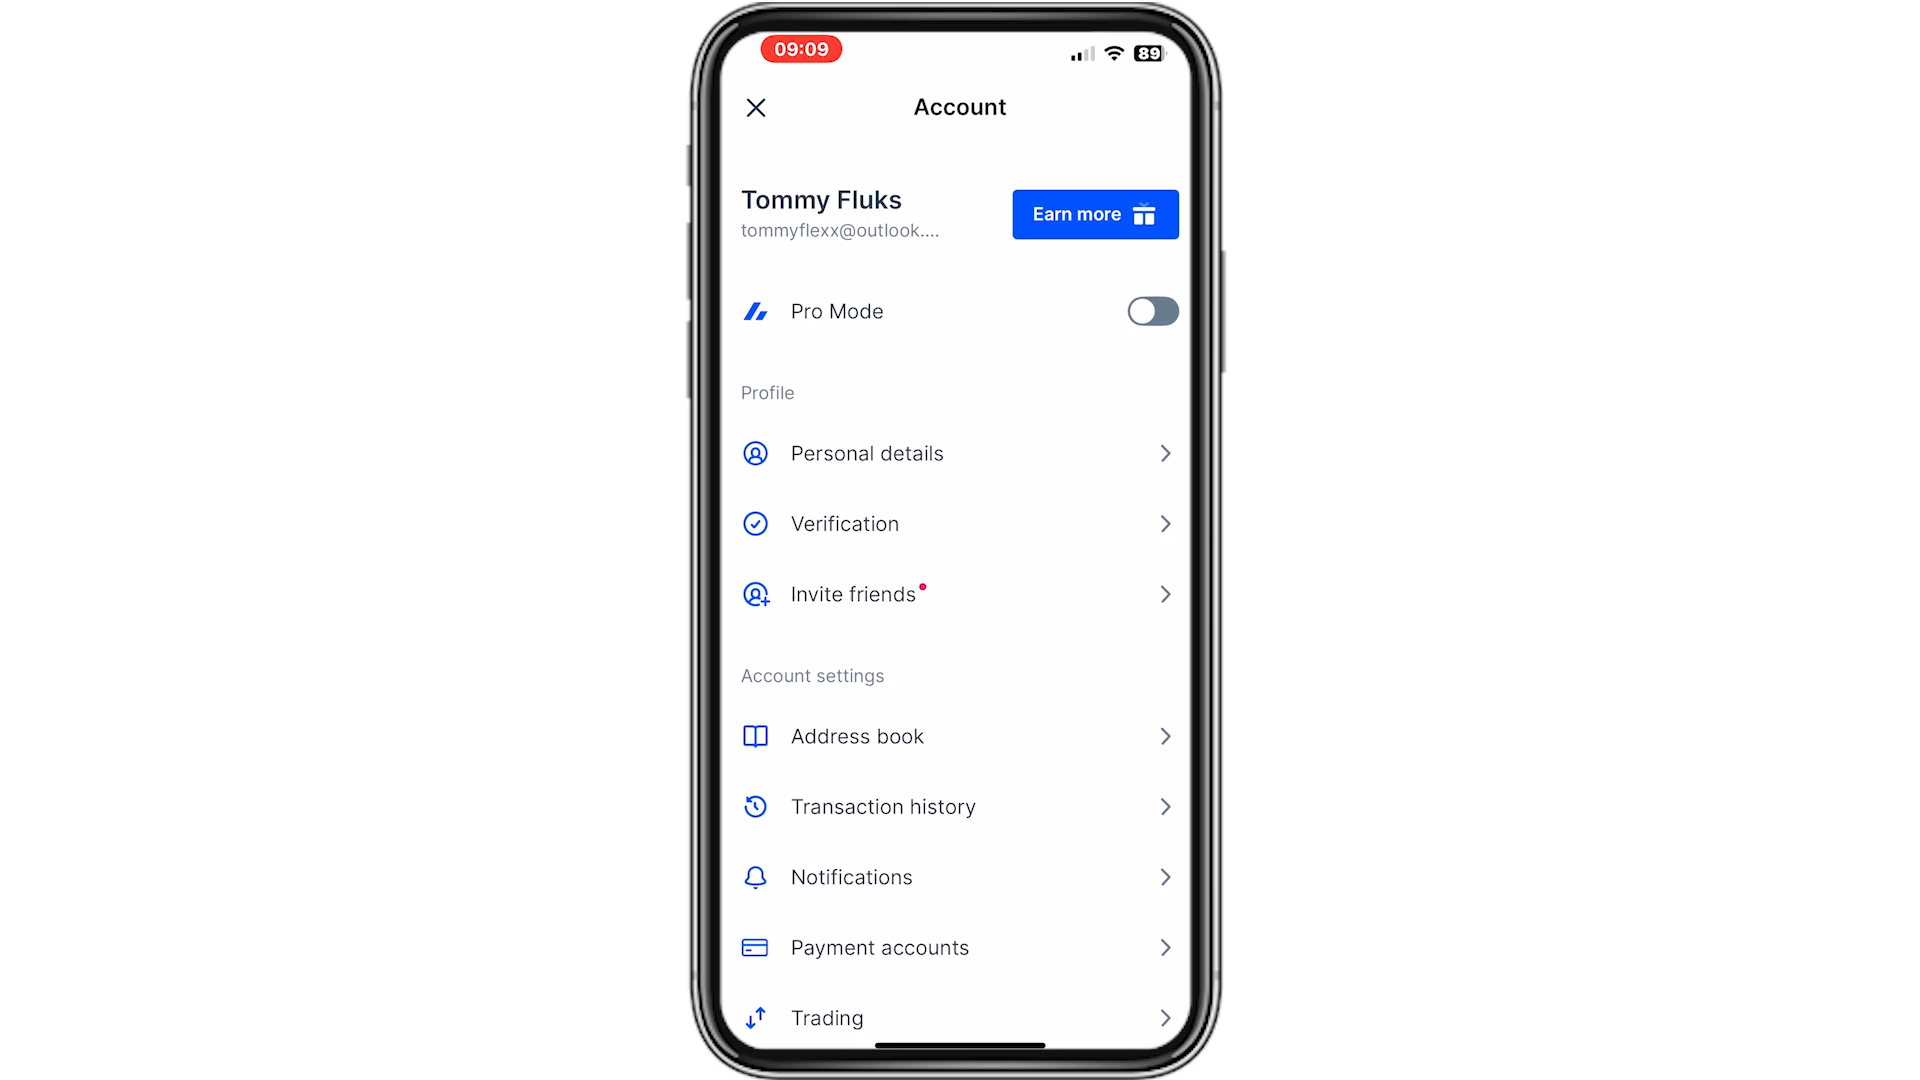 09:09
89
Account
Tommy Fluks
tommyflexx@outlook....
Earn more
Pro Mode
Profile
Personal details
Verification
Invite friends
Account settings
Address book
Transaction history
Notifications
Payment accounts
Trading